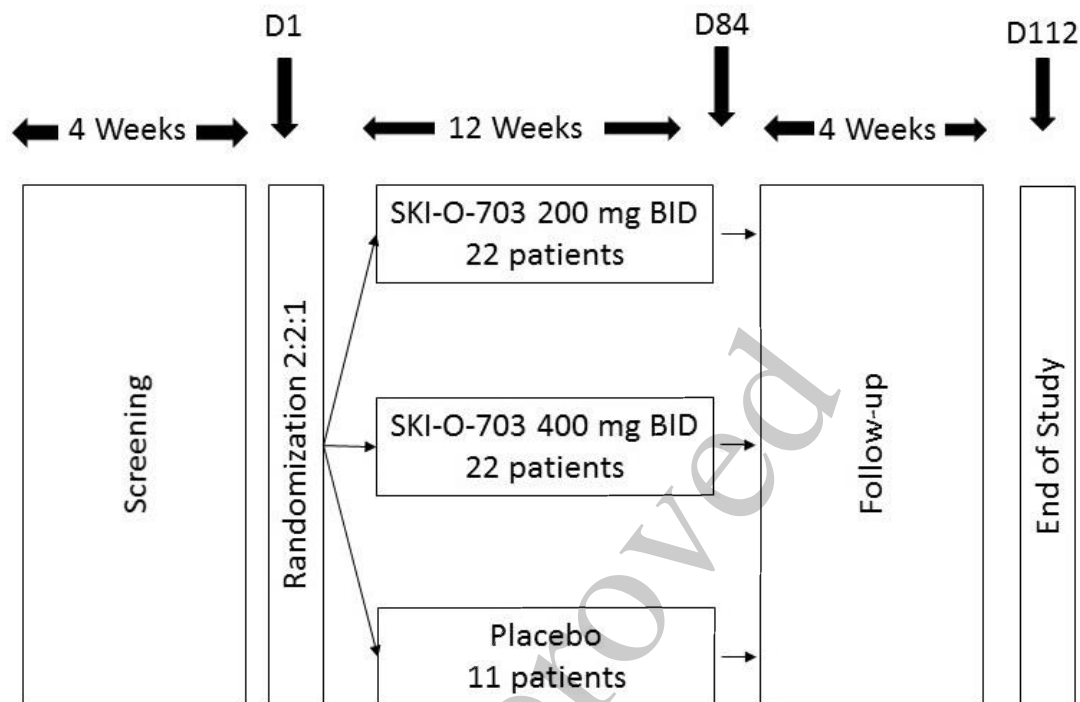 D1
D84
D112
4 Weeks
12 Weeks
4 Weeks
Screening
Randomization 2:2:1
SKI-O-703 200 mg BID
22 patients
SKI-O-703 400 mg BID
22 patients
Placebo
11 patients
Follow-up
End of Study